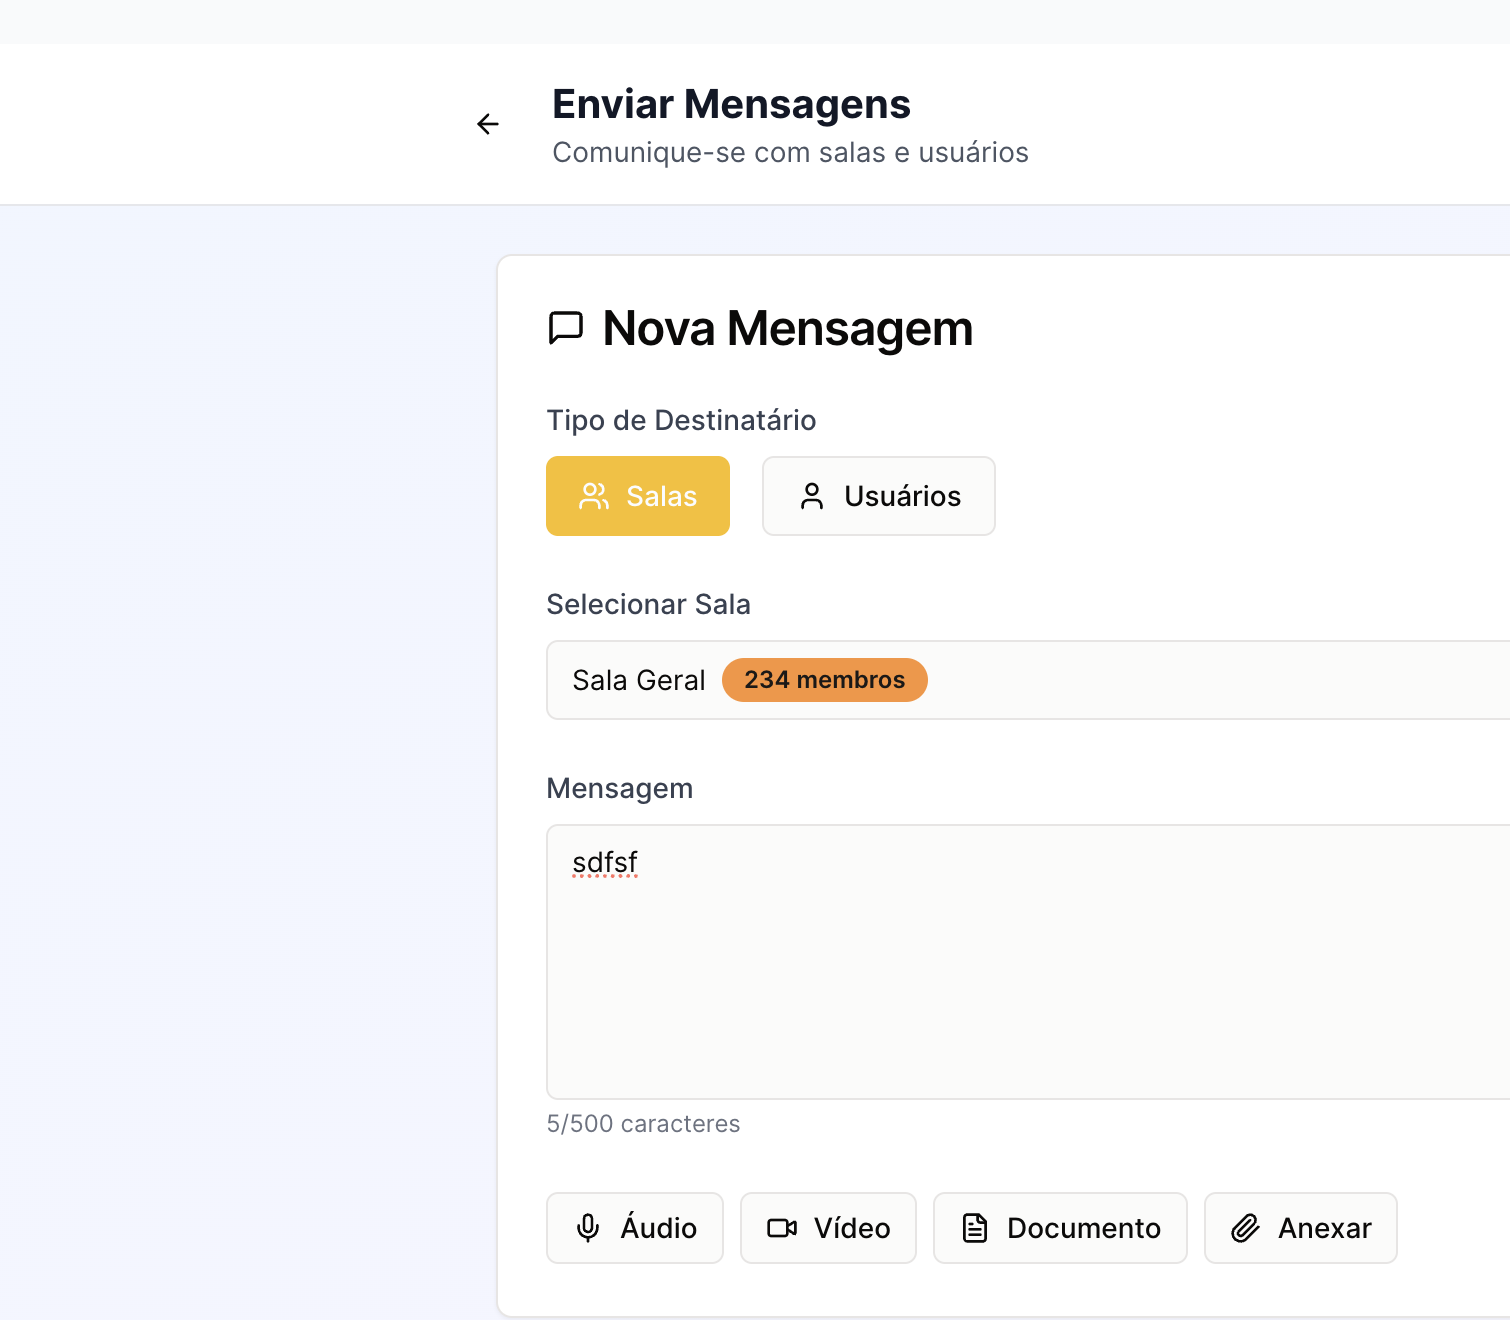 Enviar Mensagens
Comunique-se com salas e usuários
Nova Mensagem
Tipo de Destinatário
Salas Usuários
Selecionar Sala
Sala Geral 234 membros
Mensagem
sdfsf
5/500 caracteres
Áudio Vídeo Documento Anexar